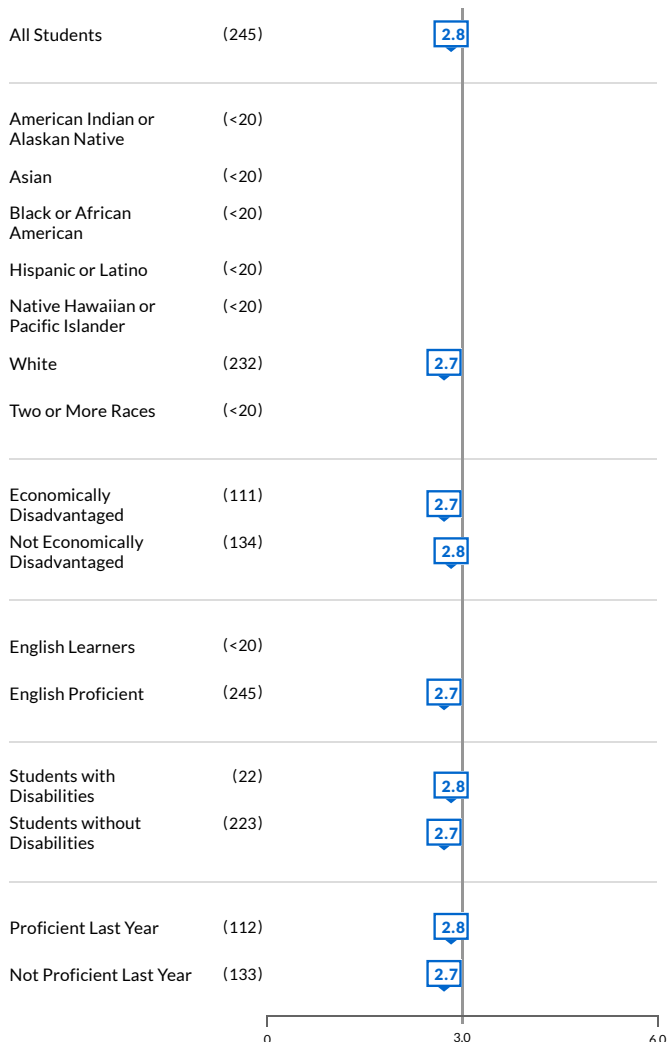 All Students (245) 2.8
American Indian or (<20)
Alaskan Native
Asian (<20)
Black or African (<20)
American
Hispanic or Latino (<20)
Native Hawaiian or (<20)
Pacific Islander
White (232) 2.7
Two or More Races (<20)
Economically (111) 2.7
Disadvantaged
Not Economically (134) 2.8
Disadvantaged
English Learners (<20)
English Proficient (245) 2.7
Students with (22) 2.8
Disabilities
Students without (223) 2.7
Disabilities
Proficient Last Year (112) 2.8
Not Proficient Last Year (133) 2.7
0 3.0 6.0